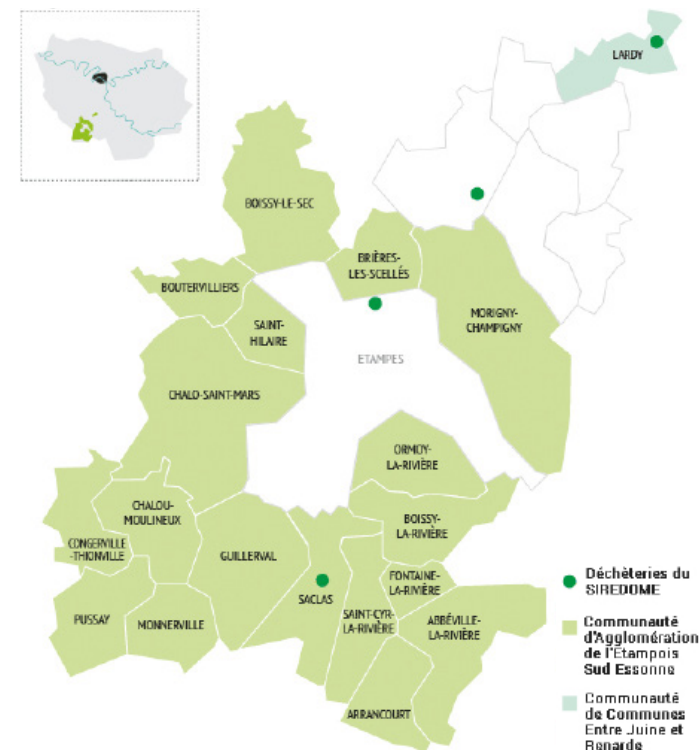 LARDY
BOISSY-LE-SEC
BRIÈRES-
LES-SCELLÉS
BOUTERVILLIERS
MORIGNY-
CHAMPIGNY
SAINT-
HILAIRE
ETAMPES
CHALO-SAINT-MARS
ORMOY-
LA-RIVIÈRE
CHALOU-
MOULINEUX
BOISSY-
LA-RIVIÈRE
CONGERVILLE
-THIONVILLE
GUILLERVAL
FONTAINE-
LA-RIVIÈRE
SACLAS
PUSSAY
MONNERVILLE
SAINT-CYR-
LA-RIVIÈRE
ABBÉVILLE-
LA-RIVIÈRE
ARRANCOURT
Déchèteries du
SIREDOME
Communauté
d'Agglomération
de l'Etampois
Sud Essonne
Communauté
de Communes
Entre Juine et
Renarde